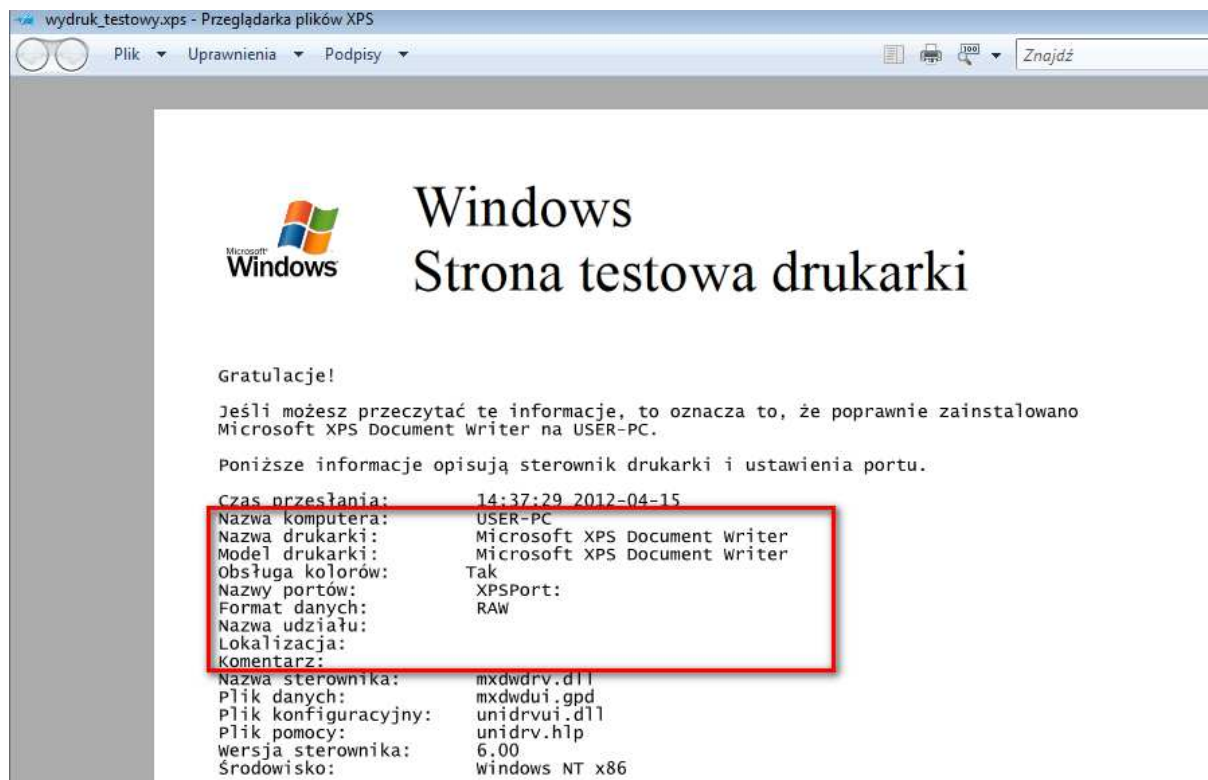 wydruk_testowy.xps - Przeglądarka plików XPS
Plik Uprawnienia Podpisy 100 Znajdź
Microsoft
Windows
Windows
Strona testowa drukarki
Gratulacje!
Jeśli możesz przeczytać te informacje, to oznacza to, że poprawnie zainstalowano
Microsoft XPS Document Writer na USER-PC.
Poniższe informacje opisują sterownik drukarki i ustawienia portu.
Czas przesłania: 14:37:29 2012-04-15
Nazwa komputera: USER-PC
Nazwa drukarki: Microsoft XPS Document Writer
Model drukarki: Microsoft XPS Document Writer
Obsługa kolorów: Tak
Nazwy portów: XPSPort:
Format danych: RAW
Nazwa udziału:
Lokalizacja:
Komentarz:
Nazwa sterownika: mxdwdrv.dll
Plik danych: mxdwdui.gpd
Plik konfiguracyjny: unidrvui.dll
Plik pomocy: unidrv.hlp
Wersja sterownika: 6.00
Środowisko: Windows NT x86